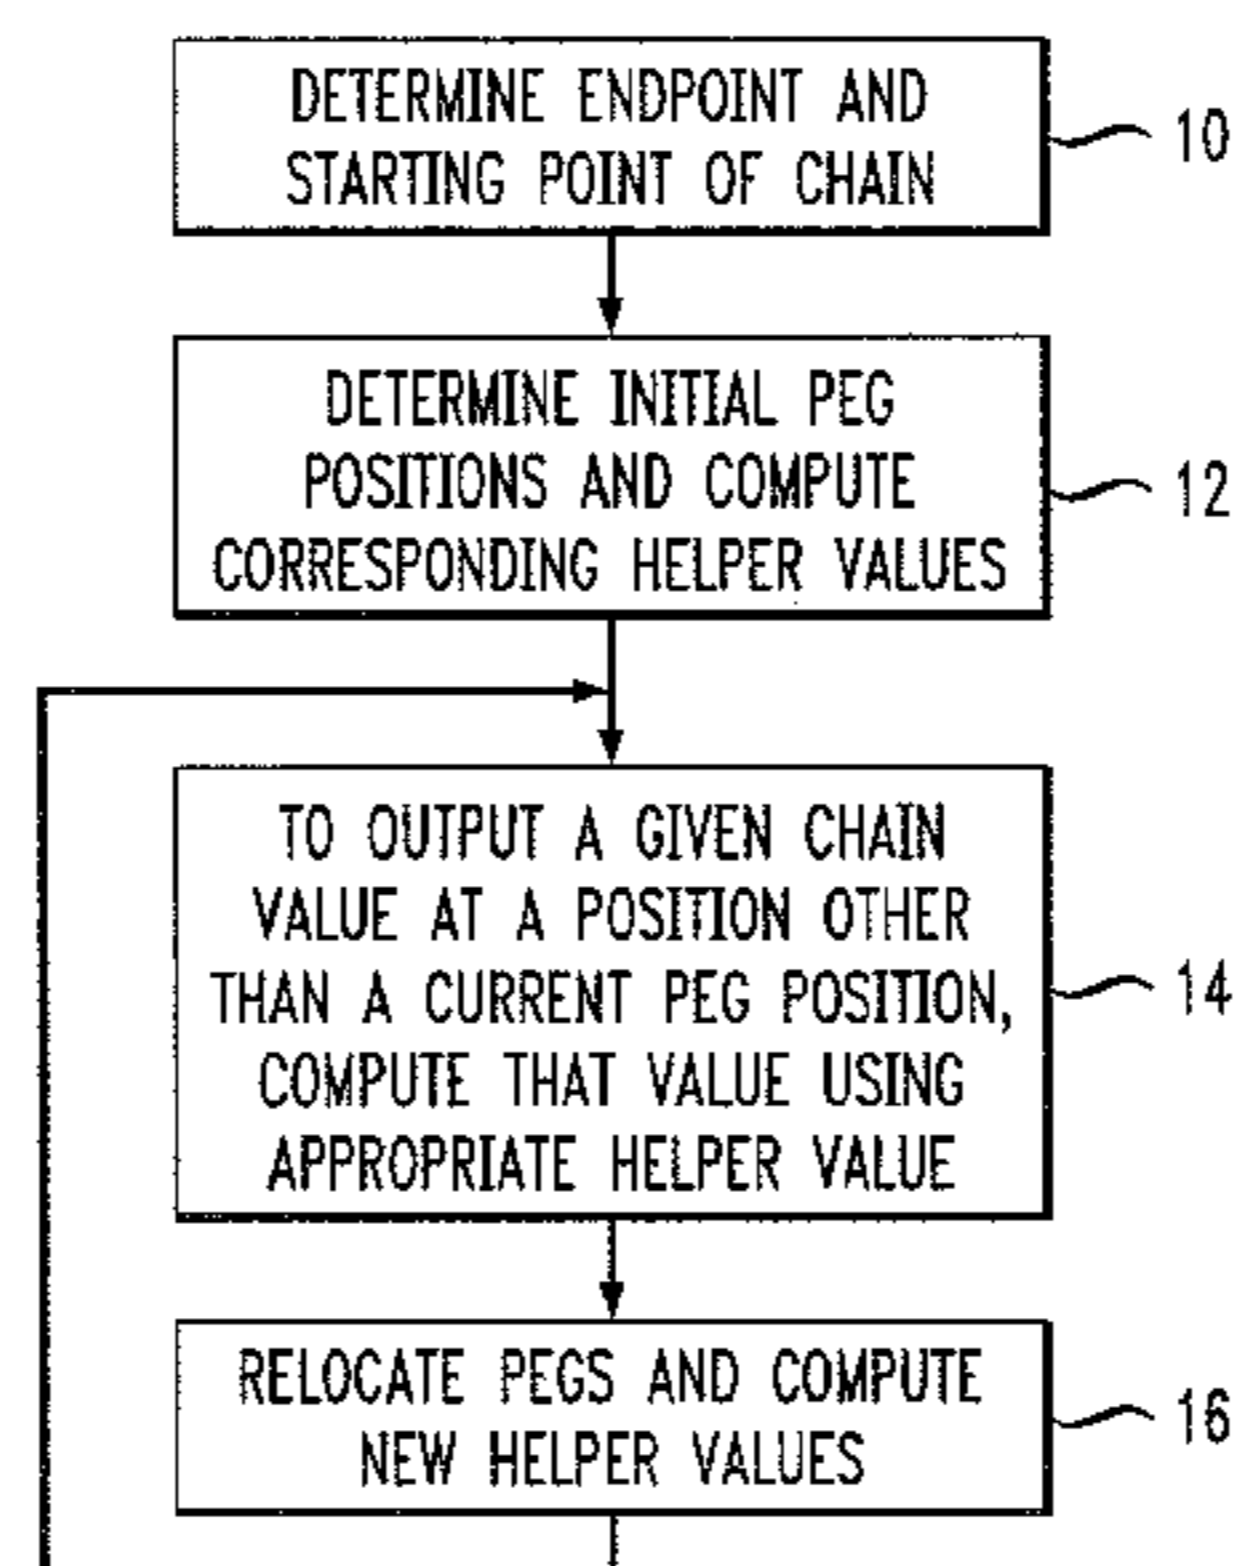 DETERMINE ENDPOINT AND
STARTING POINT OF CHAIN
10
DETERMINE INITIAL PEG
POSITIONS AND COMPUTE
CORRESPONDING HELPER VALUES
12
TO OUTPUT A GIVEN CHAIN
VALUE AT A POSITION OTHER
THAN A CURRENT PEG POSITION,
COMPUTE THAT VALUE USING
APPROPRIATE HELPER VALUE
14
RELOCATE PEGS AND COMPUTE
NEW HELPER VALUES
16